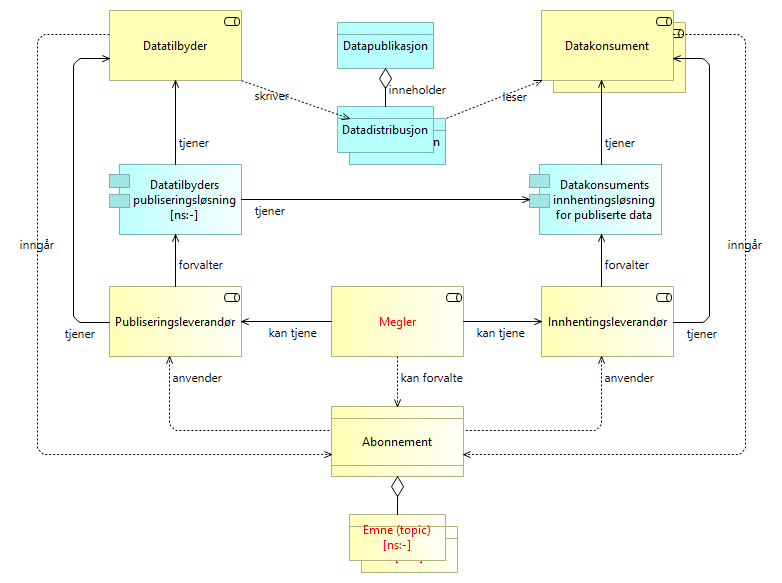 Datatilbyder
Datapublikasjon
Datakonsument
inneholder
skriver
leser
Datadistribusjon
n
tjener
tjener
Datatilbyders
publiseringsløsning
[ns:-]
tjener
Datakonsuments
innhentingsløsning
for publiserte data
inngår
inngår
forvalter
forvalter
Publiseringsleverandør
Megler
Innhentingsleverandør
tjener
kan tjene
kan tjene
tjener
anvender
kan forvalte
anvender
Abonnement
Emne (topic)
[ns:-]